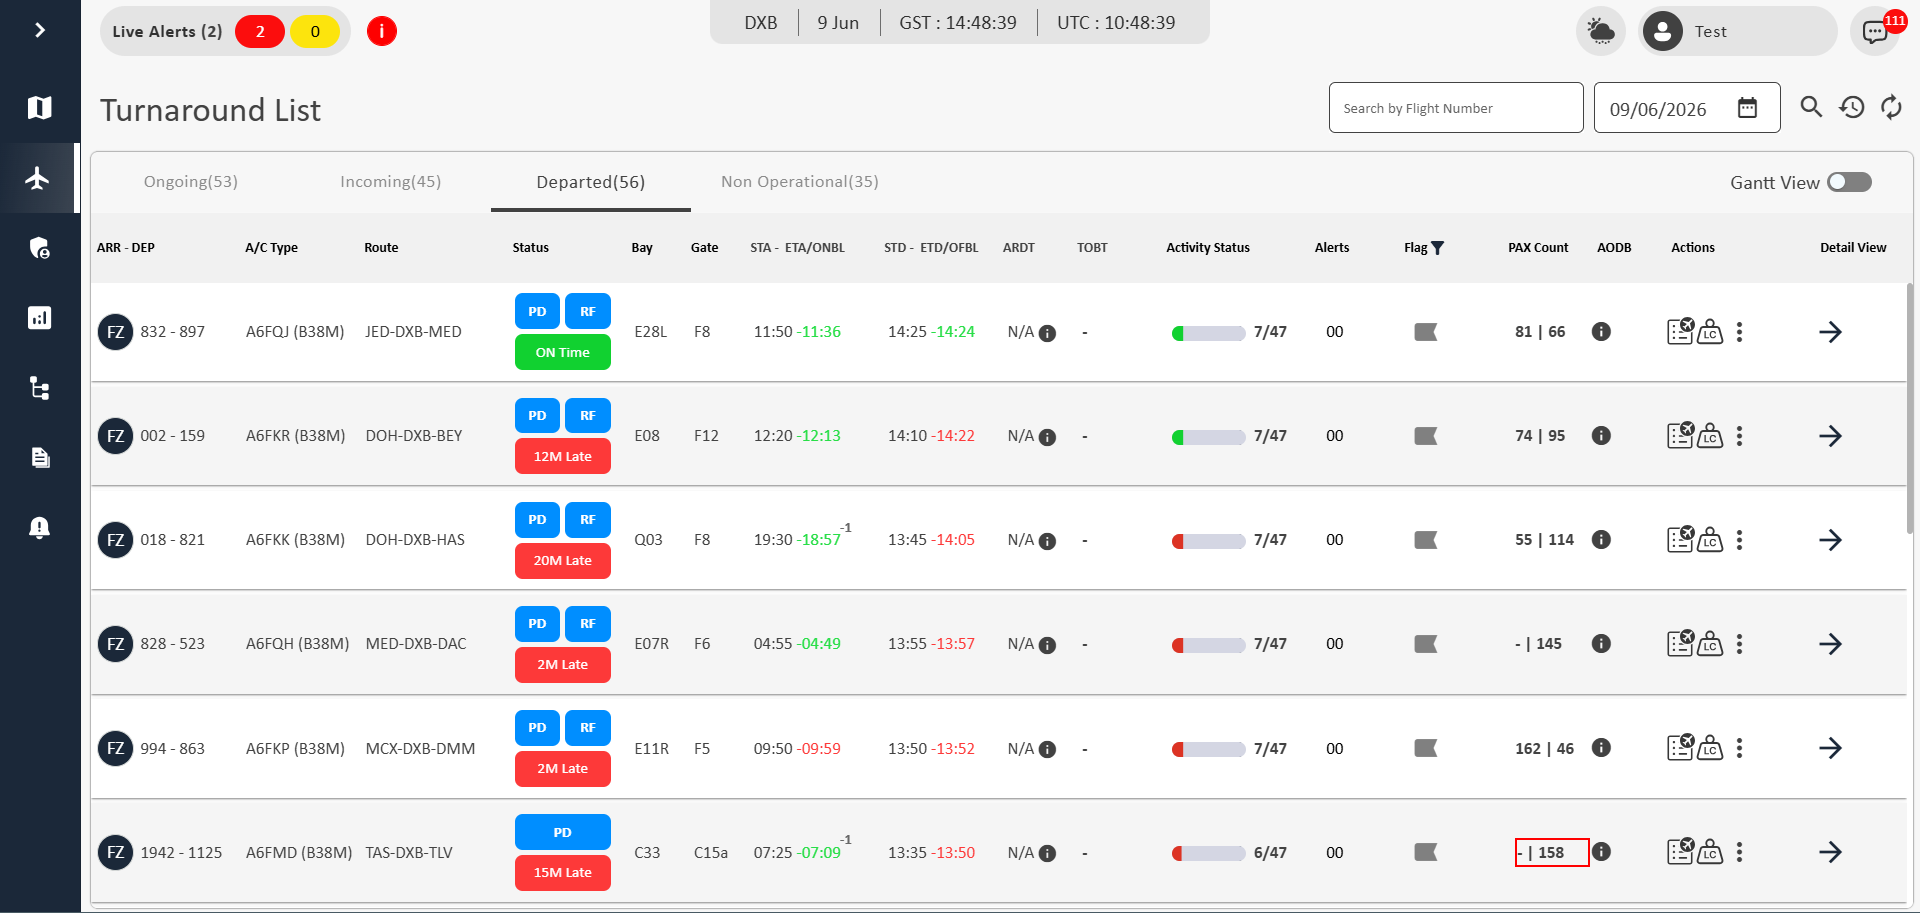 Live Alerts (2) 2 0 i DXB 9 Jun GST : 14:48:39 UTC : 10:48:39 Test 111
Turnaround List Search by Flight Number 09/06/2026
Ongoing(53) Incoming(45) Departed(56) Non Operational(35) Gantt View
ARR - DEP A/C Type Route Status Bay Gate STA - ETA/ONBL STD - ETD/OFBL ARDT TOBT Activity Status Alerts Flag PAX Count AODB Actions Detail View
PD RF
FZ 832 - 897 A6FQJ (B38M) JED-DXB-MED E28L F8 11:50 -11:36 14:25 -14:24 N/A i - 7/47 00 81 | 66 i LC
ON Time
PD RF
FZ 002 - 159 A6FKR (B38M) DOH-DXB-BEY E08 F12 12:20 -12:13 14:10 -14:22 N/A i - 7/47 00 74 | 95 i LC
12M Late
PD RF -1
FZ 018 - 821 A6FKK (B38M) DOH-DXB-HAS Q03 F8 19:30 -18:57 13:45 -14:05 N/A i - 7/47 00 55 | 114 i LC
20M Late
PD RF
FZ 828 - 523 A6FQH (B38M) MED-DXB-DAC E07R F6 04:55 -04:49 13:55 -13:57 N/A i - 7/47 00 - | 145 i LC
2M Late
PD RF
FZ 994 - 863 A6FKP (B38M) MCX-DXB-DMM E11R F5 09:50 -09:59 13:50 -13:52 N/A i - 7/47 00 162 | 46 i LC
2M Late
PD -1
FZ 1942 - 1125 A6FMD (B38M) TAS-DXB-TLV C33 C15a 07:25 -07:09 13:35 -13:50 N/A i - 6/47 00 - | 158 i LC
15M Late